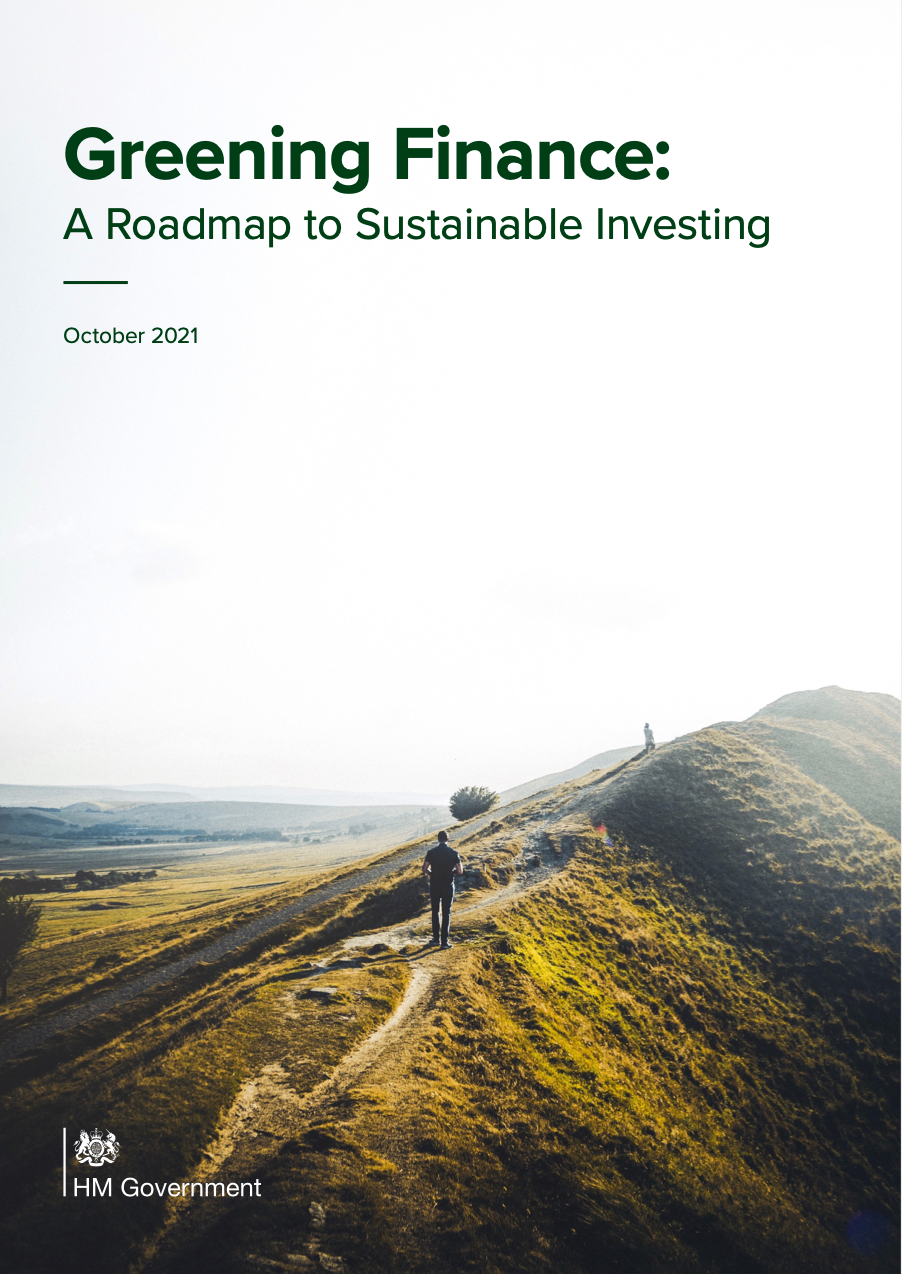 Greening Finance:
A Roadmap to Sustainable Investing
October 2021
HM Government